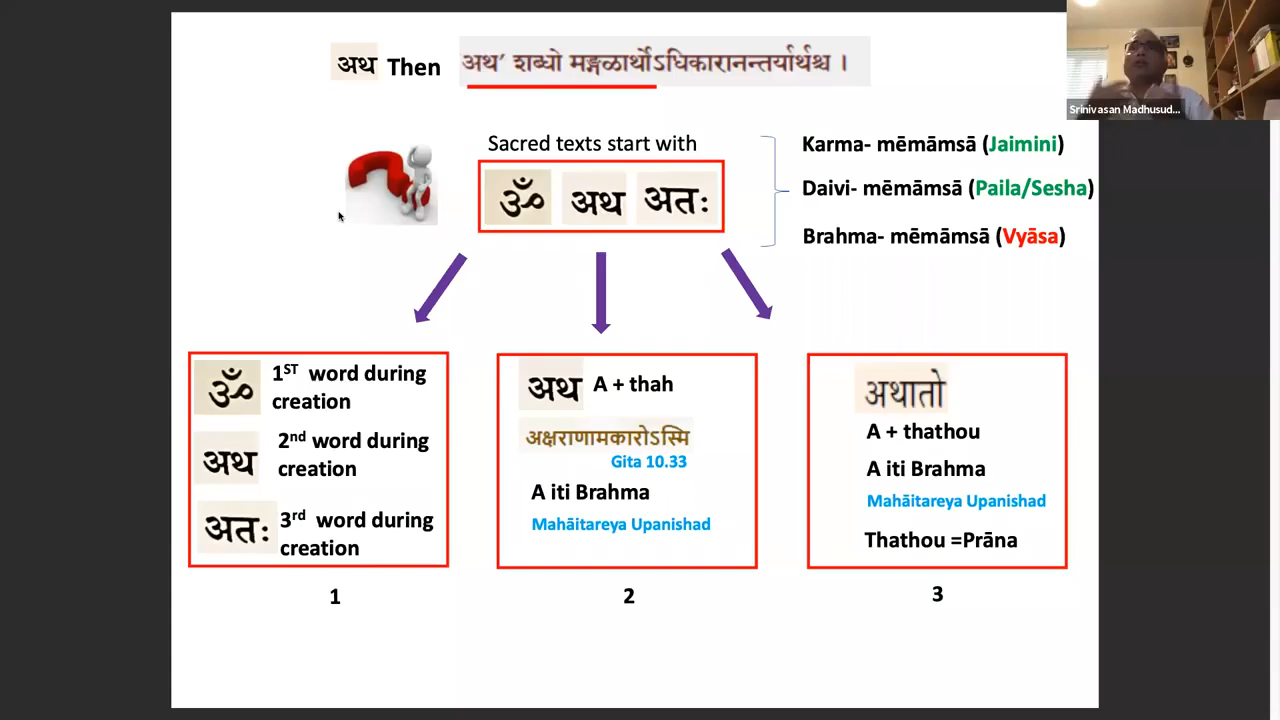 अथ Then अथ’ शब्धो मङ्गळार्थोऽधिकारानन्तर्यार्थश्च ।
Srinivasan Madhusud...
Sacred texts start with
ॐ अथ अतः
Karma- mēmāmsā (Jaimini)
Daivi- mēmāmsā (Paila/Sesha)
Brahma- mēmāmsā (Vyāsa)
ॐ 1ST word during
creation
अथ 2nd word during
creation
अतः 3rd word during
creation
1
अथ A + thah
अक्षराणामकारोऽस्मि
Gita 10.33
A iti Brahma
Mahāitareya Upanishad
2
अथातो
A + thathou
A iti Brahma
Mahāitareya Upanishad
Thathou =Prāna
3